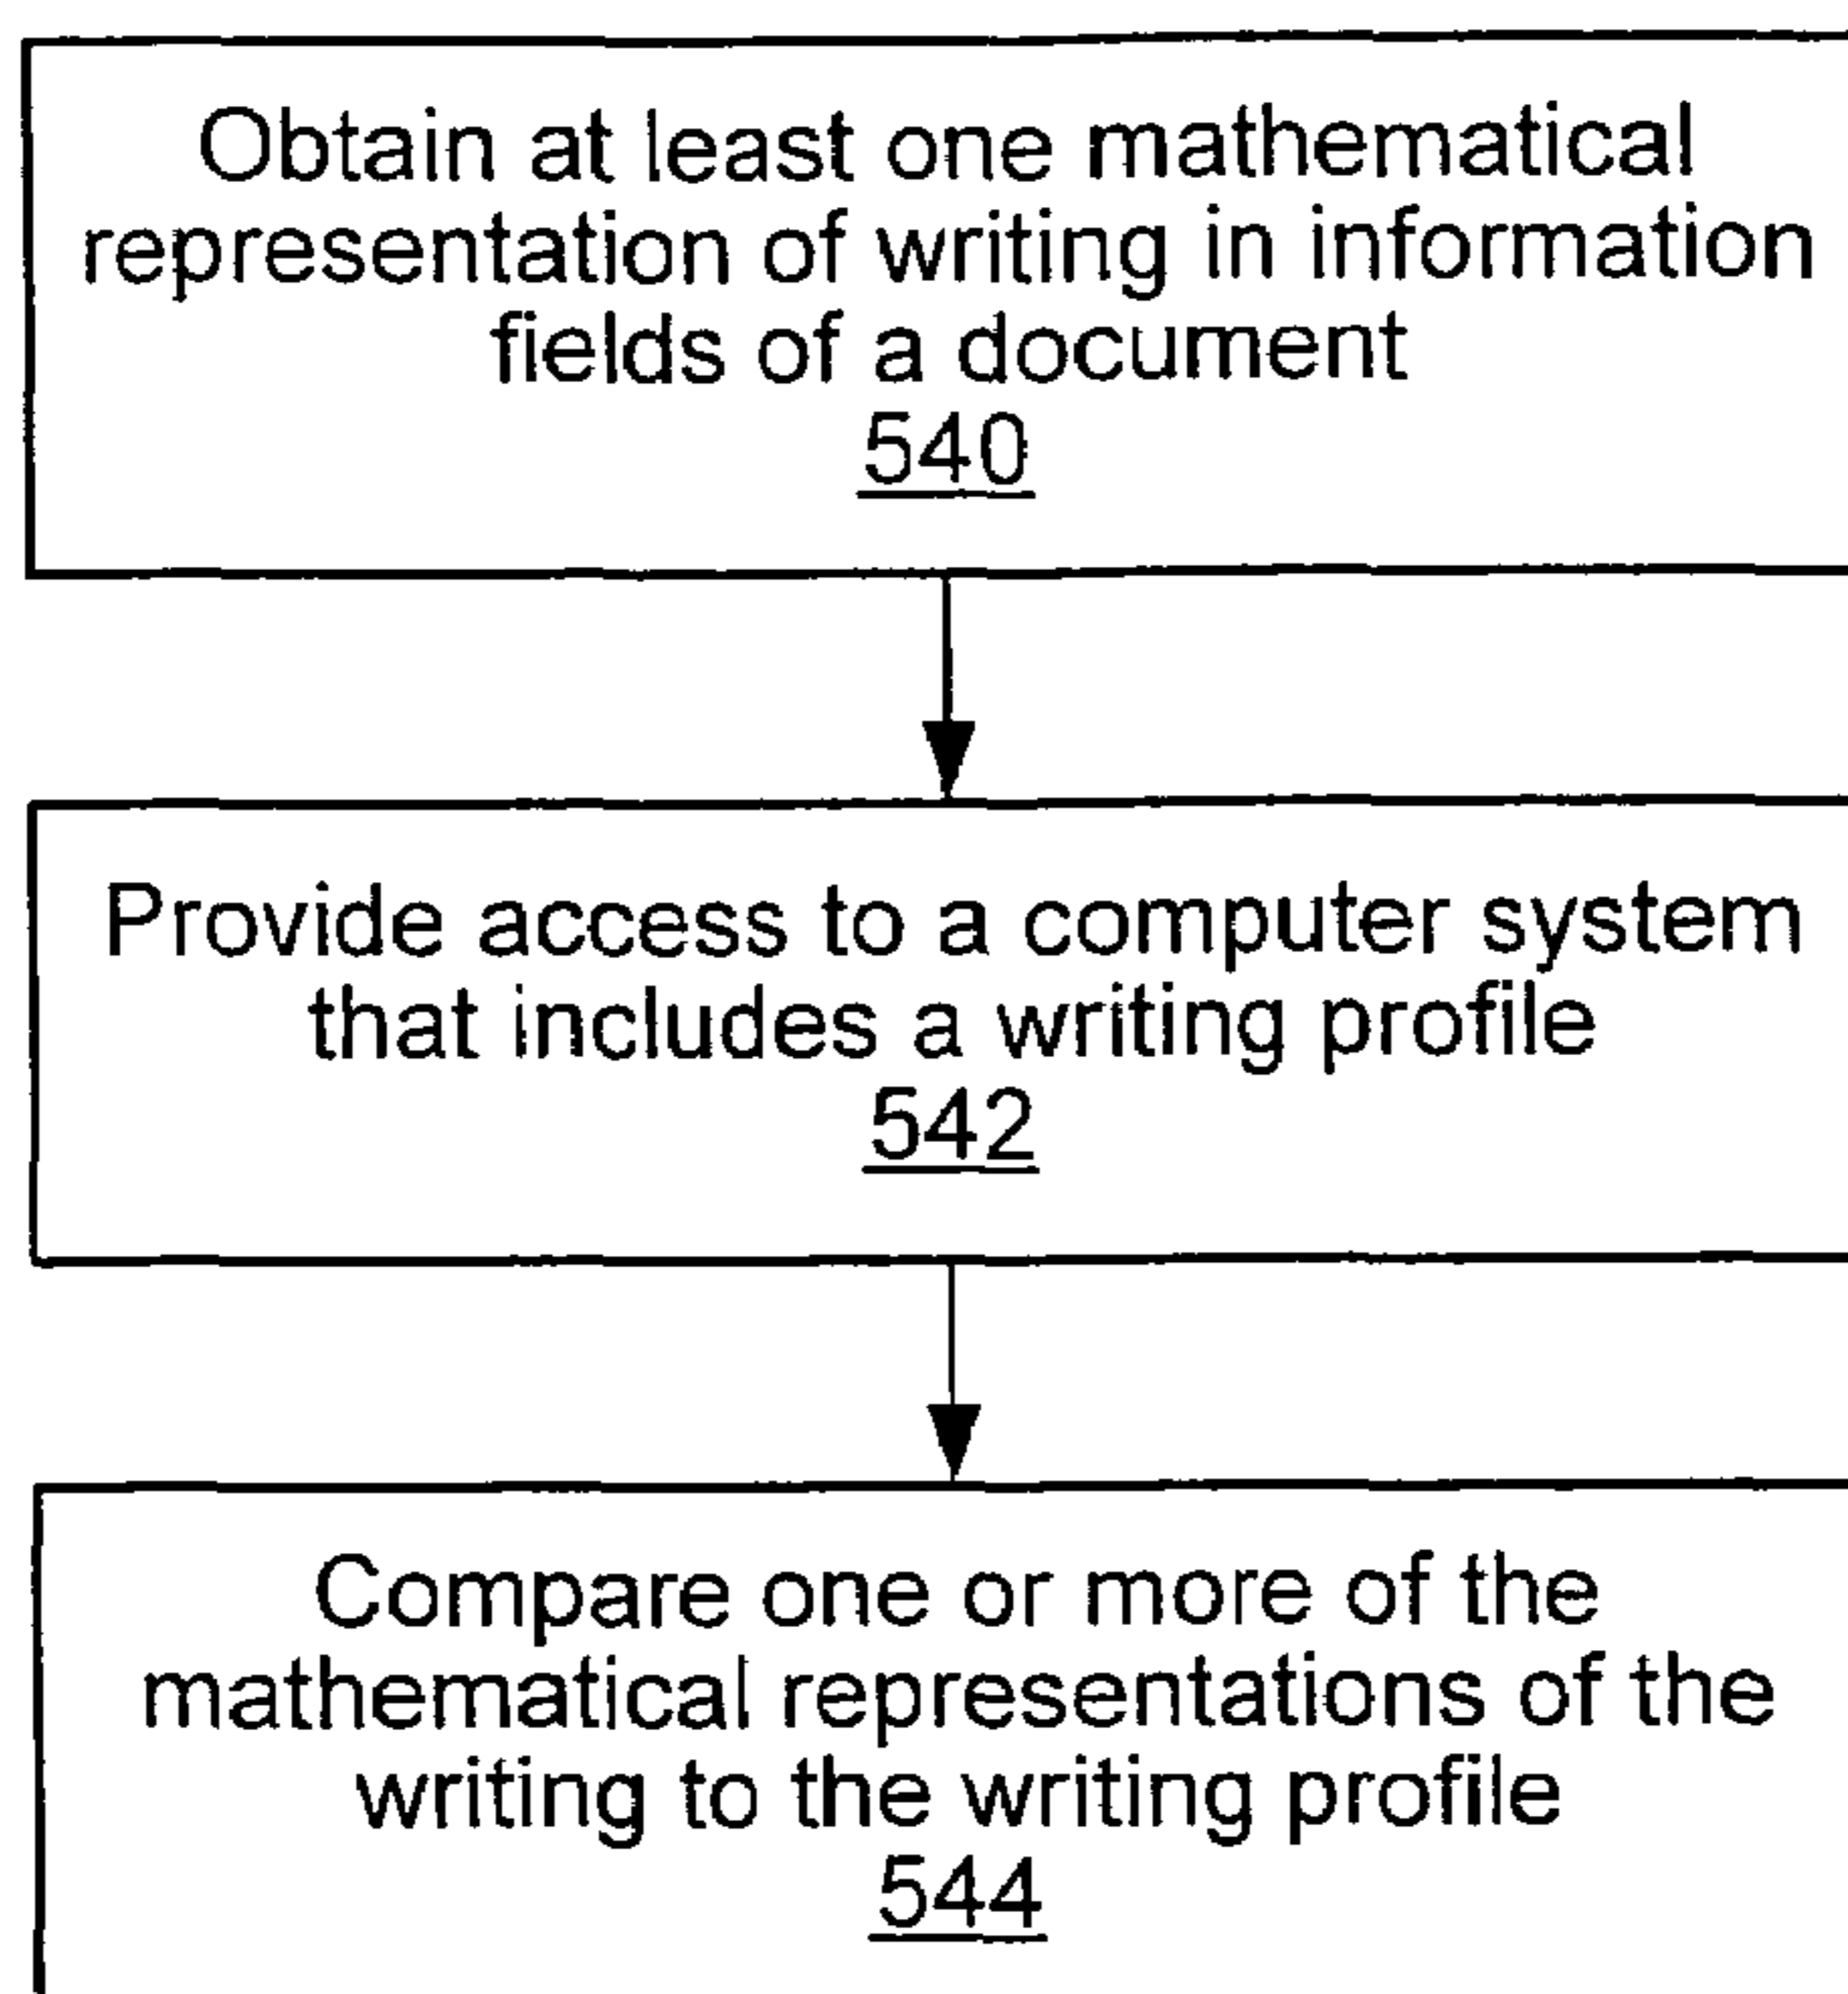 Obtain at least one mathematical
representation of writing in information
fields of a document
540
Provide access to a computer system
that includes a writing profile
542
Compare one or more of the
mathematical representations of the
writing to the writing profile
544